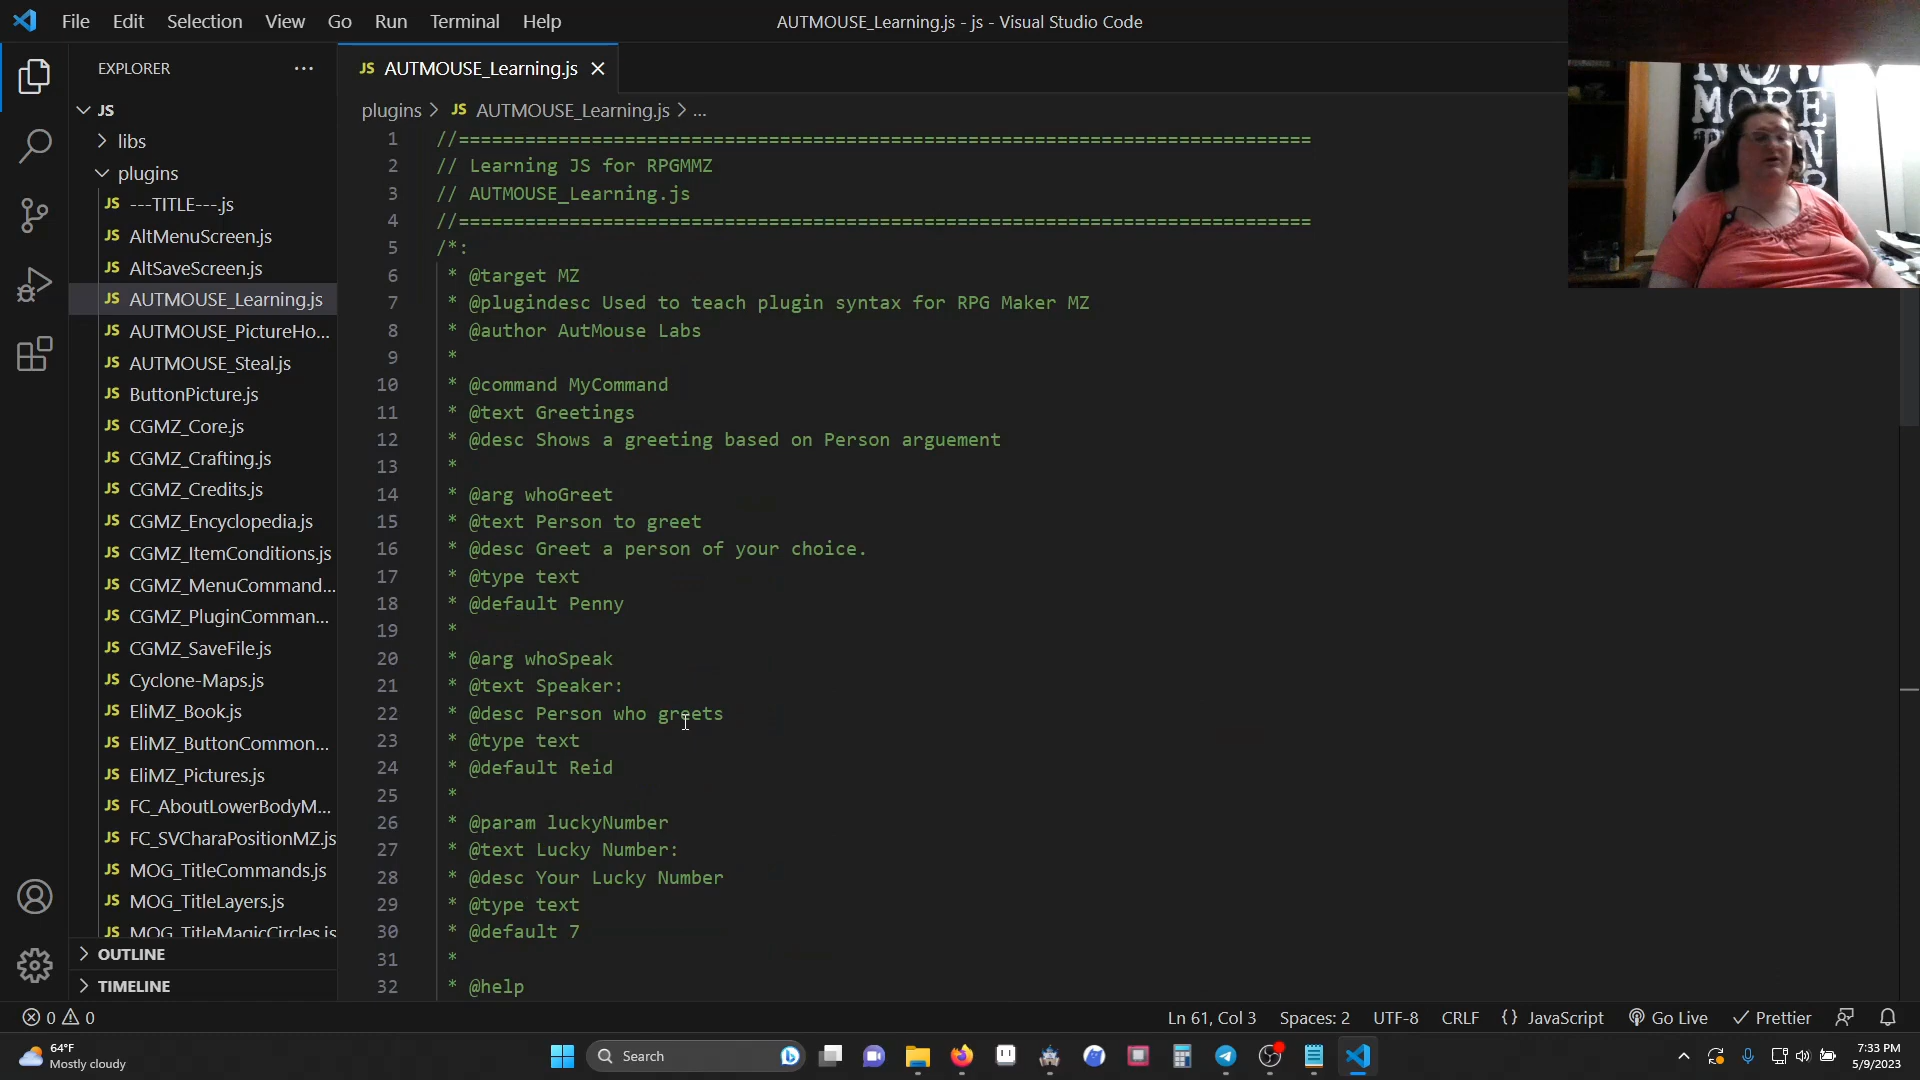 File Edit Selection View Go Run Terminal Help
AUTMOUSE_Learning.js - js - Visual Studio Code
EXPLORER
JS
libs
plugins
JS ---TITLE---.js
JS AltMenuScreen.js
JS AltSaveScreen.js
JS AUTMOUSE_Learning.js
JS AUTMOUSE_PictureHo...
JS AUTMOUSE_Steal.js
JS ButtonPicture.js
JS CGMZ_Core.js
JS CGMZ_Crafting.js
JS CGMZ_Credits.js
JS CGMZ_Encyclopedia.js
JS CGMZ_ItemConditions.js
JS CGMZ_MenuCommand...
JS CGMZ_PluginComman...
JS CGMZ_SaveFile.js
JS Cyclone-Maps.js
JS EliMZ_Book.js
JS EliMZ_ButtonCommon...
JS EliMZ_Pictures.js
JS FC_AboutLowerBodyM...
JS FC_SVCharaPositionMZ.js
JS MOG_TitleCommands.js
JS MOG_TitleLayers.js
JS MOG_TitleMagicCircles.js
OUTLINE
TIMELINE
JS AUTMOUSE_Learning.js
plugins > JS AUTMOUSE_Learning.js > ...
1 //=============================================================================
2 // Learning JS for RPGMMZ
3 // AUTMOUSE_Learning.js
4 //=============================================================================
5 /*:
6 * @target MZ
7 * @plugindesc Used to teach plugin syntax for RPG Maker MZ
8 * @author AutMouse Labs
9 *
10 * @command MyCommand
11 * @text Greetings
12 * @desc Shows a greeting based on Person arguement
13 *
14 * @arg whoGreet
15 * @text Person to greet
16 * @desc Greet a person of your choice.
17 * @type text
18 * @default Penny
19 *
20 * @arg whoSpeak
21 * @text Speaker:
22 * @desc Person who greets
23 * @type text
24 * @default Reid
25 *
26 * @param luckyNumber
27 * @text Lucky Number:
28 * @desc Your Lucky Number
29 * @type text
30 * @default 7
31 *
32 * @help
NOW
MORE
0 0
Ln 61, Col 3 Spaces: 2 UTF-8 CRLF {} JavaScript Go Live Prettier
64°F
Mostly cloudy
Search
7:33 PM
5/9/2023